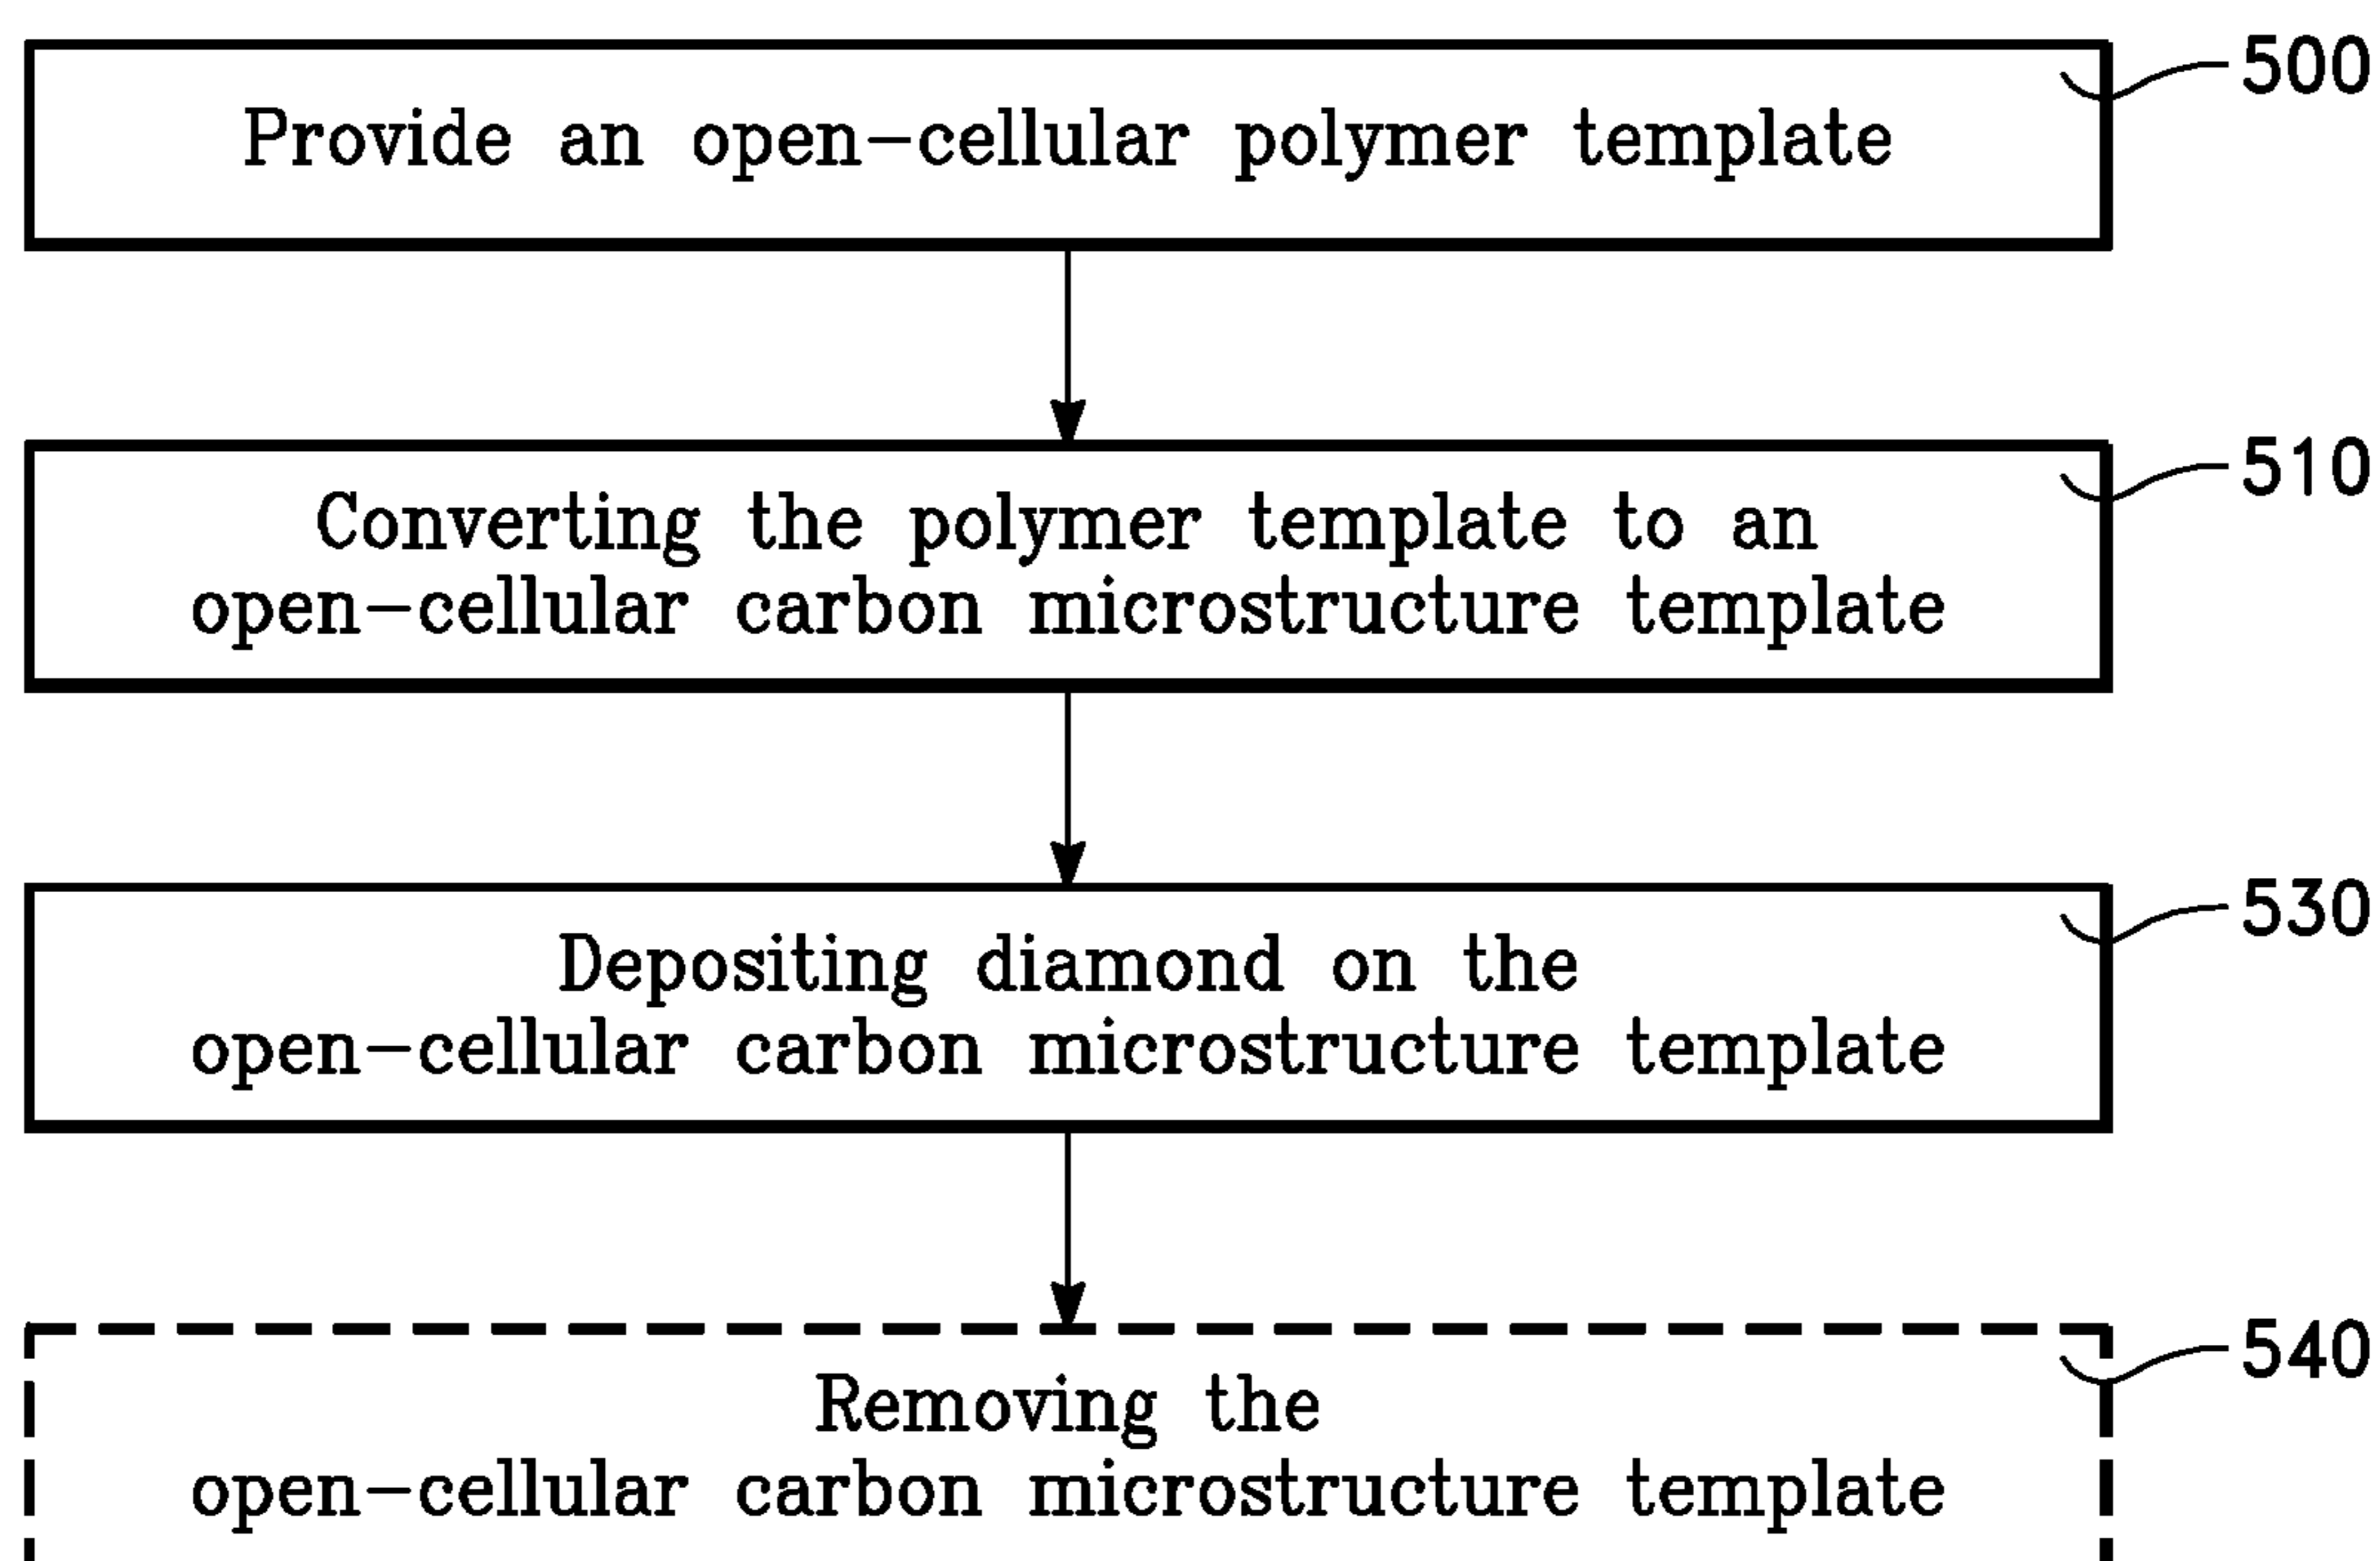 Provide an open-cellular polymer template
500
Converting the polymer template to an
open-cellular carbon microstructure template
510
Depositing diamond on the
open-cellular carbon microstructure template
530
Removing the
open-cellular carbon microstructure template
540